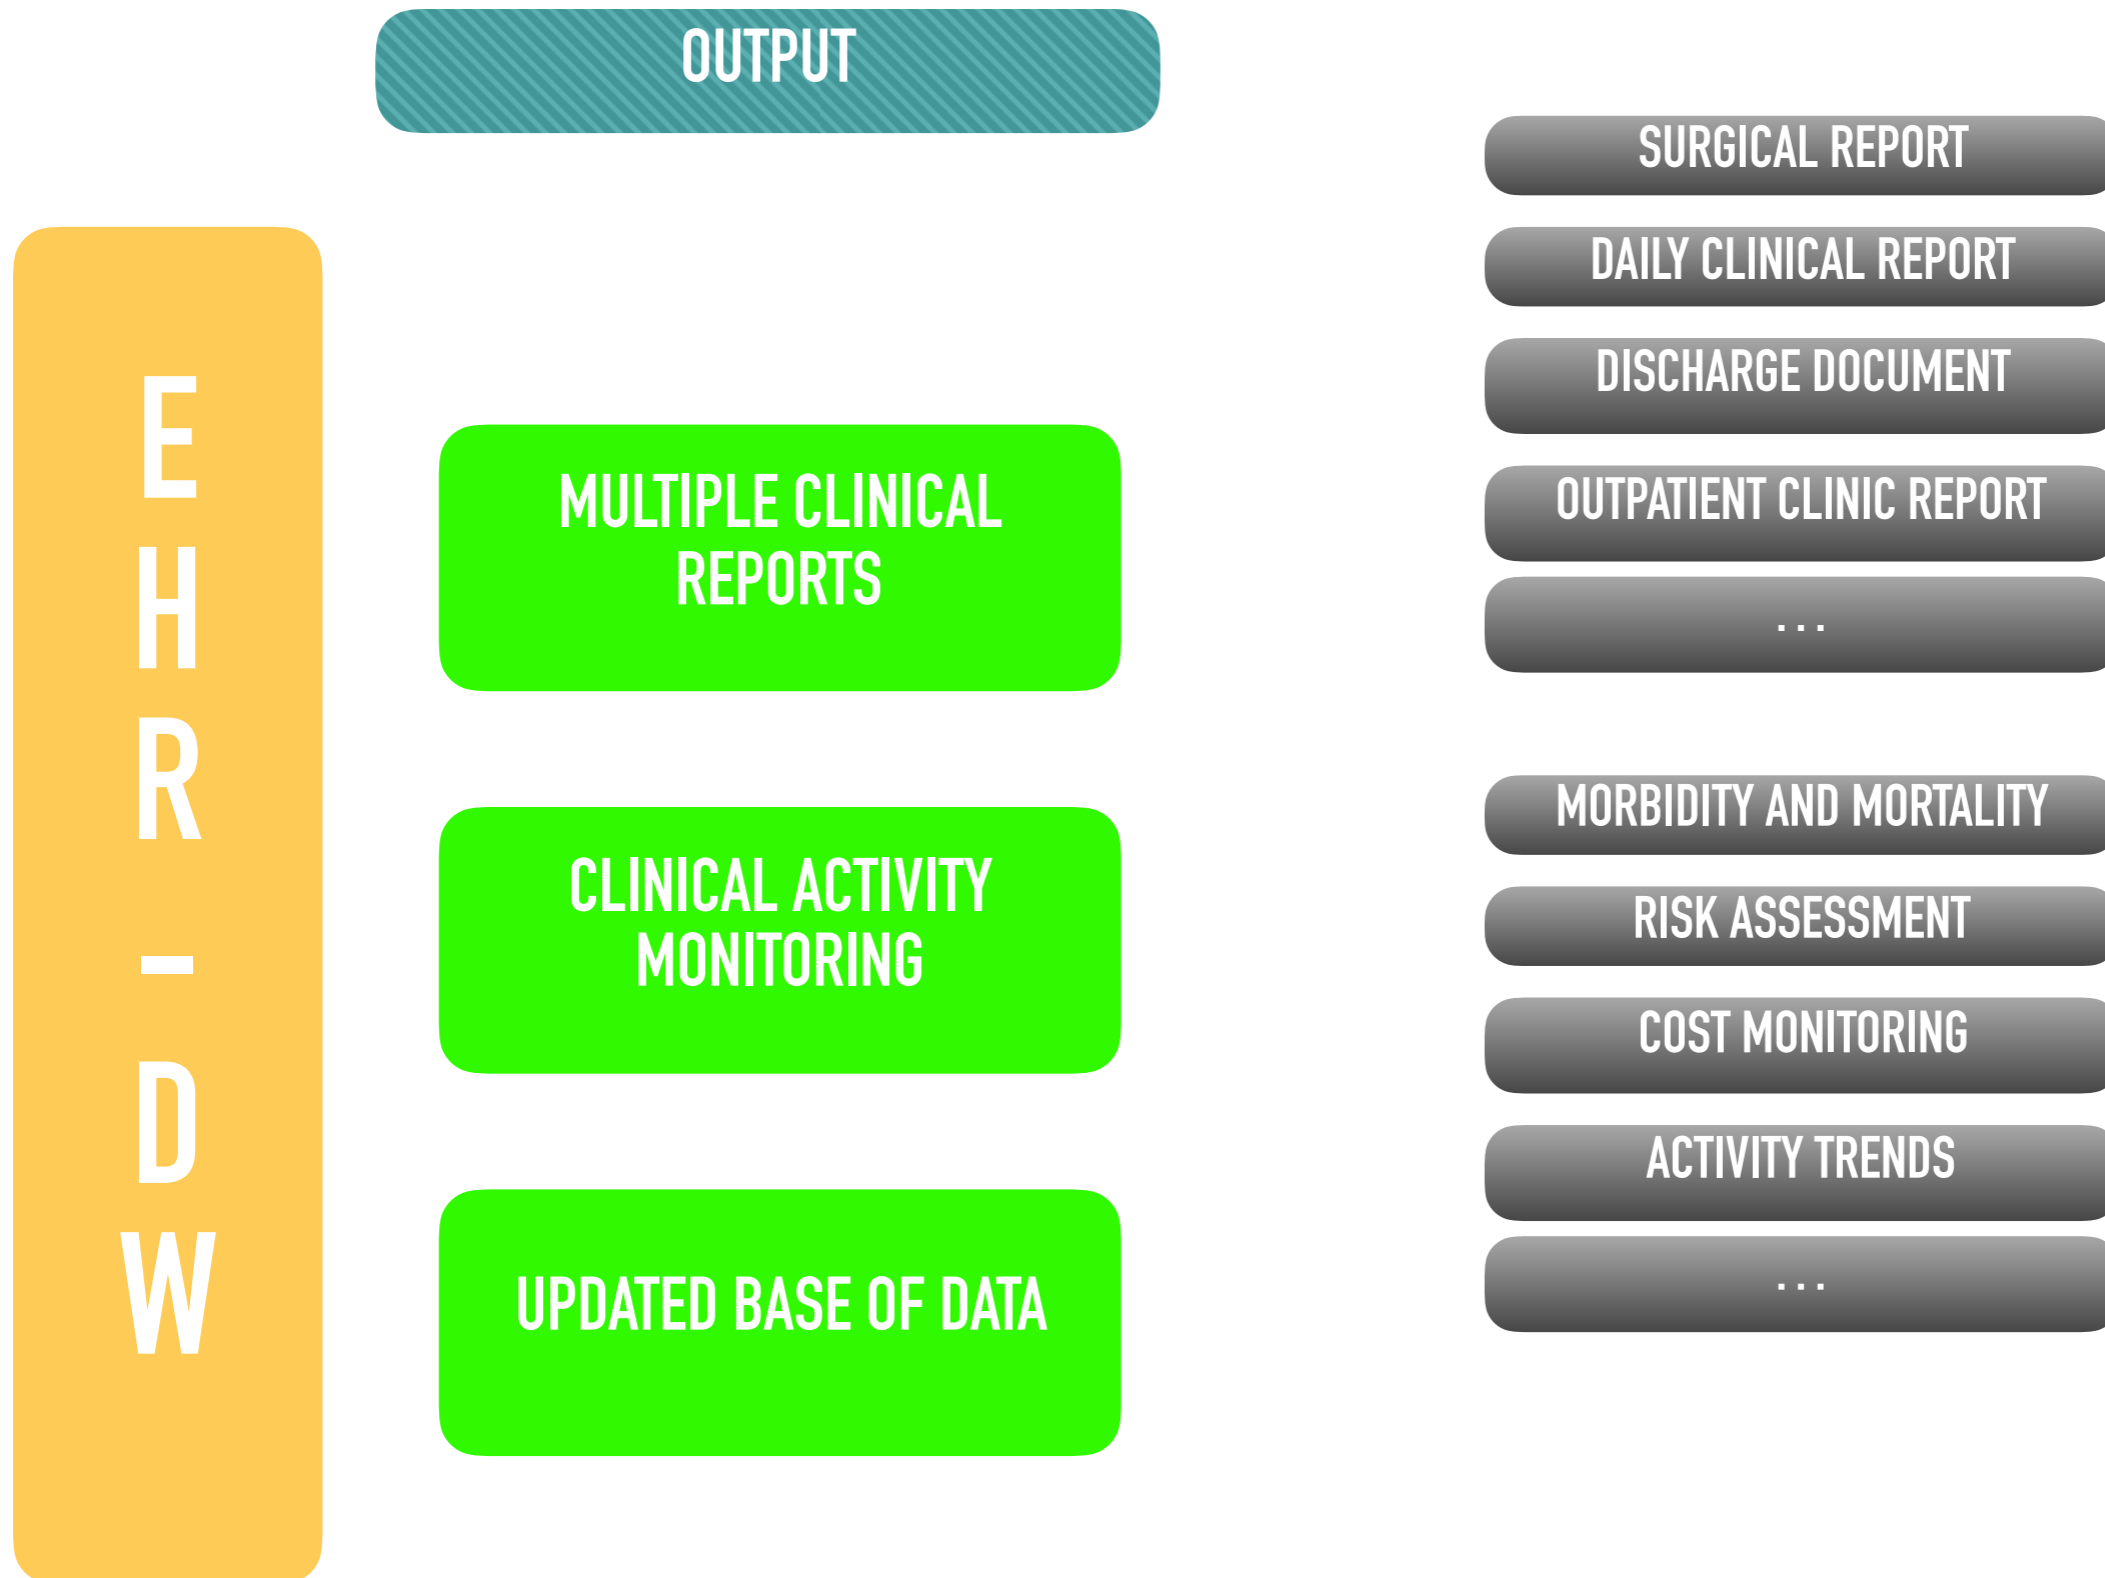 OUTPUT
E
H
R
-
D
W
MULTIPLE CLINICAL
REPORTS
CLINICAL ACTIVITY
MONITORING
UPDATED BASE OF DATA
SURGICAL REPORT
DAILY CLINICAL REPORT
DISCHARGE DOCUMENT
OUTPATIENT CLINIC REPORT
...
MORBIDITY AND MORTALITY
RISK ASSESSMENT
COST MONITORING
ACTIVITY TRENDS
...